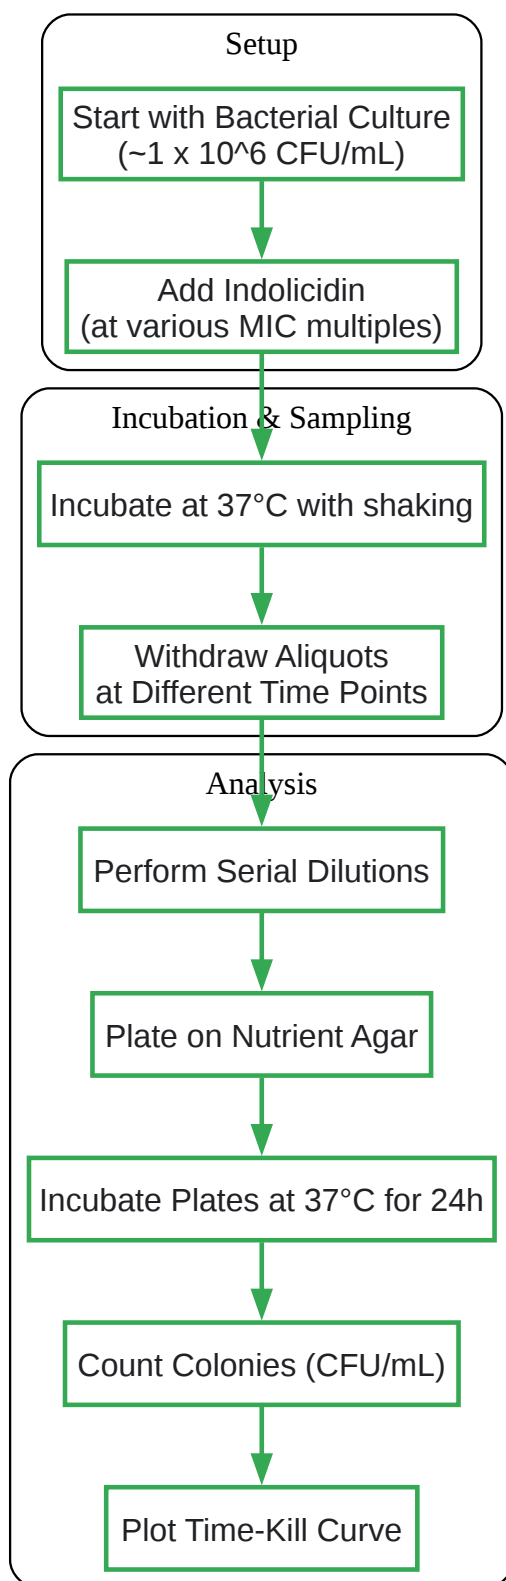 Setup
Start with Bacterial Culture
(~1 x 10^6 CFU/mL)
Add Indolicidin
(at various MIC multiples)
Incubation & Sampling
Incubate at 37°C with shaking
Withdraw Aliquots
at Different Time Points
Analysis
Perform Serial Dilutions
Plate on Nutrient Agar
Incubate Plates at 37°C for 24h
Count Colonies (CFU/mL)
Plot Time-Kill Curve